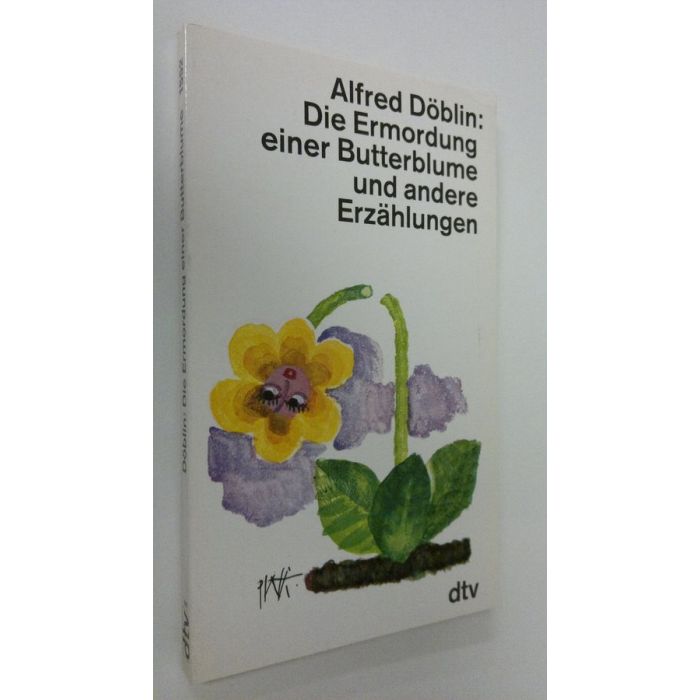 Alfred Döblin:
Die Ermordung
einer Butterblume
und andere
Erzählungen
dtv
Döblin: Die Ermordung einer Butterblume
dtv